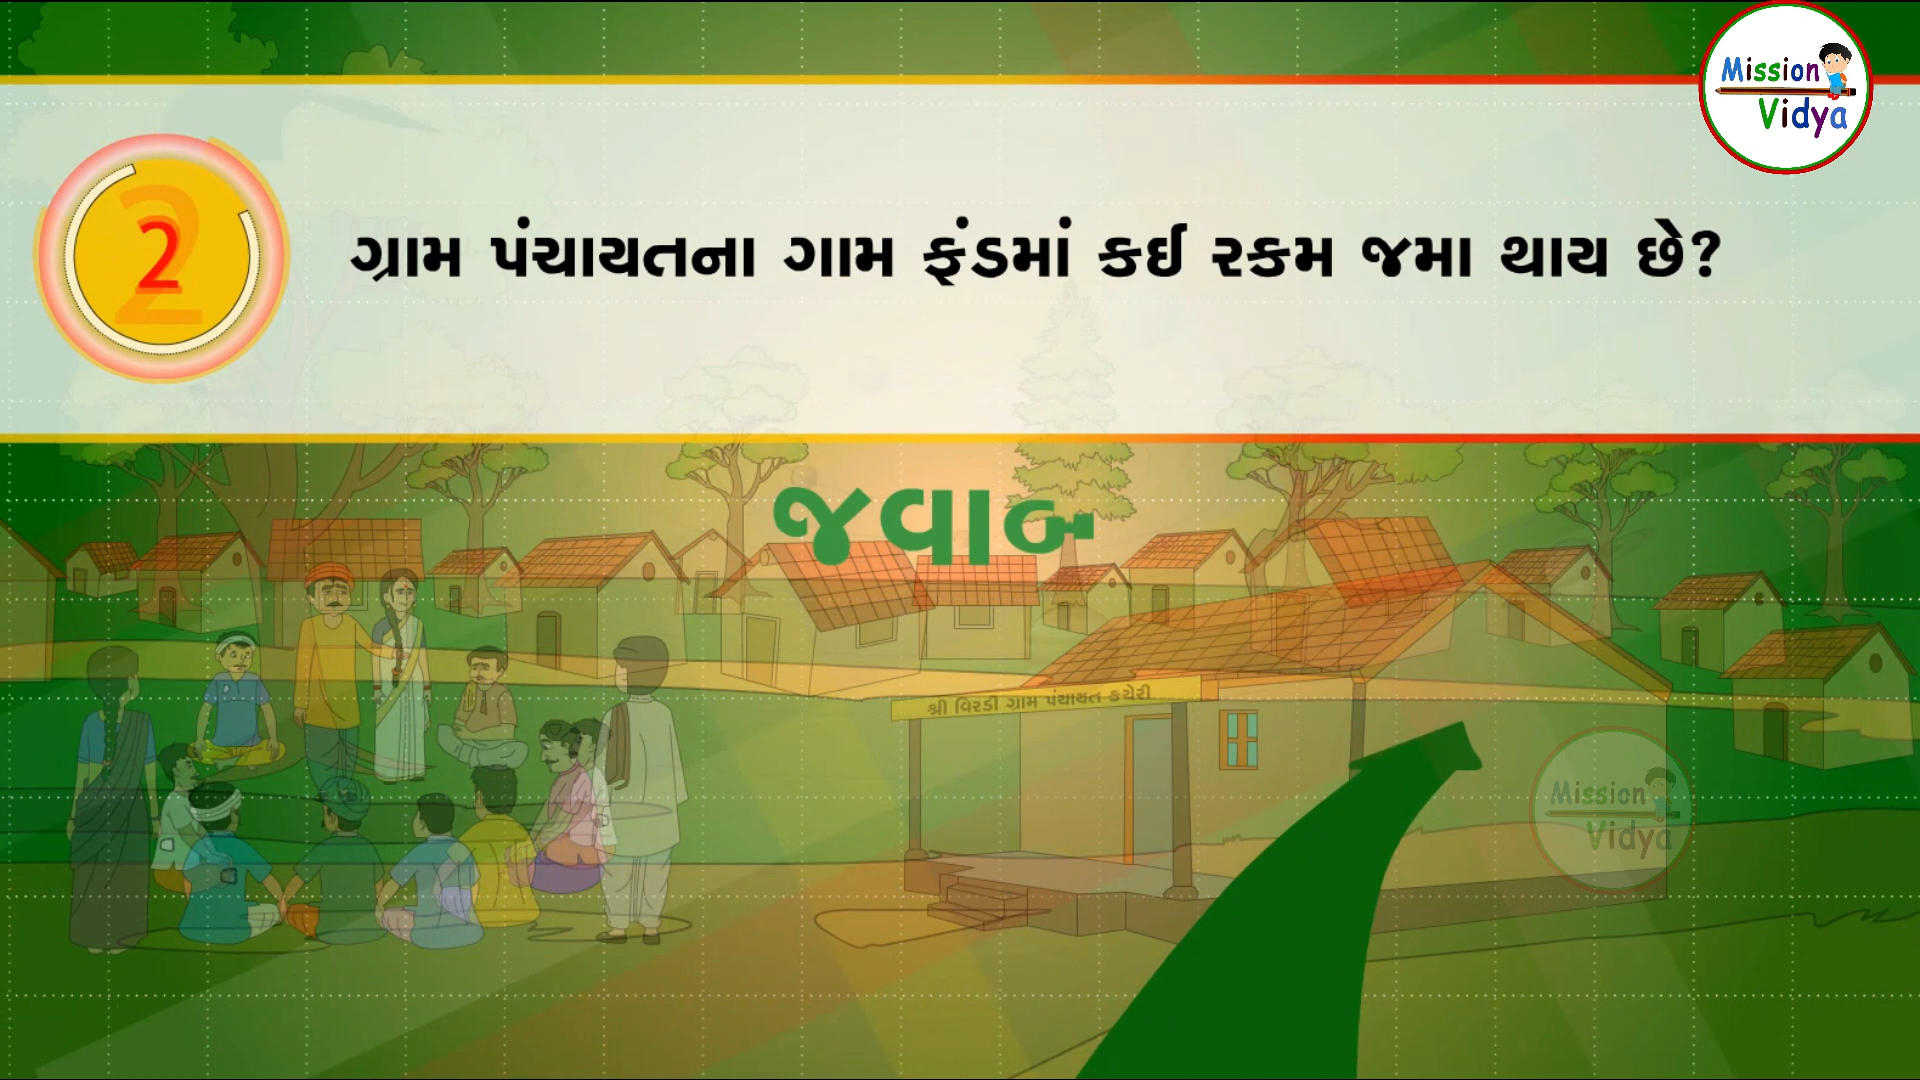 Mission
Vidya
2
ગ્રામ પંચાયતના ગામ ફંડમાં કઈ રકમ જમા થાય છે?
જવાબ
શ્રી વિરડી ગ્રામ પંચાયત કચેરી
Mission
Vidya